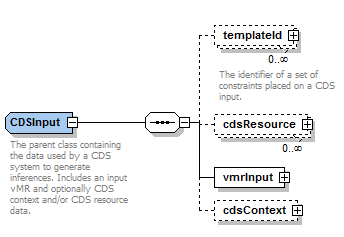 templateId
0..∞
The identifier of a set of
constraints placed on a CDS
input.
CDSInput
The parent class containing
the data used by a CDS
system to generate
inferences. Includes an input
vMR and optionally CDS
context and/or CDS resource
data.
cdsResource
0..∞
vmrInput
cdsContext